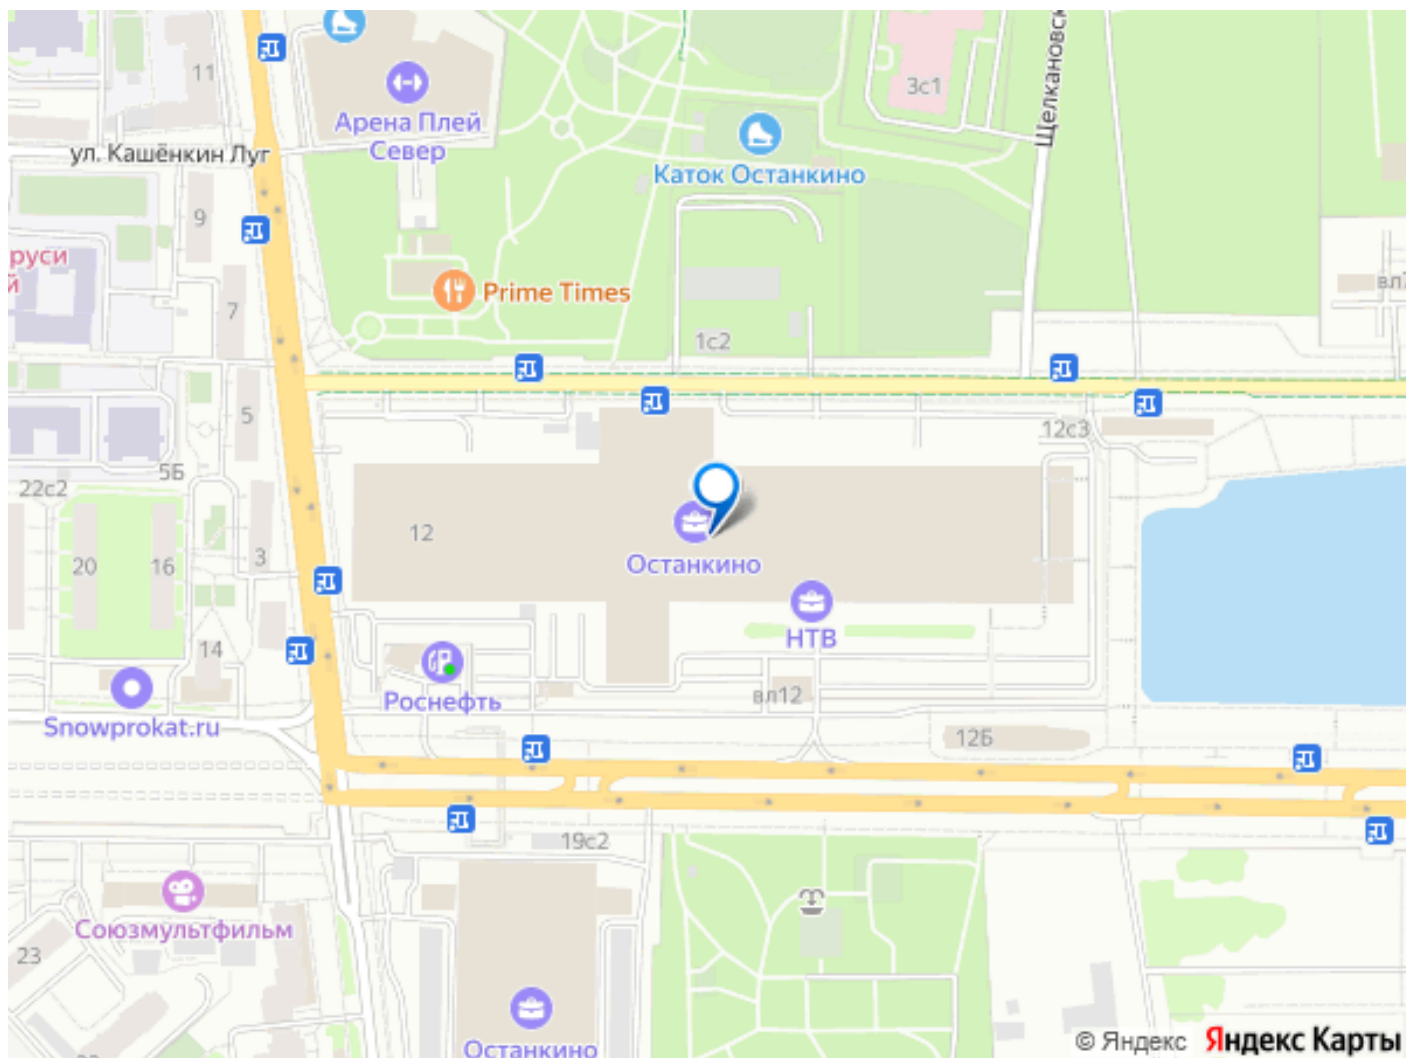 11
3с1
Щелкановск
Арена Плей
Север
ул. Кашёнкин Луг
Каток Останкино
9
руси
й
Prime Times
вл7
7
1с2
5
12с3
5Б
22с2
12
3
20
16
Останкино
НТВ
14
Роснефть
вл12
Snowprokat.ru
12Б
19с2
Союзмультфильм
23
Останкино
© Яндекс
Яндекс Карты